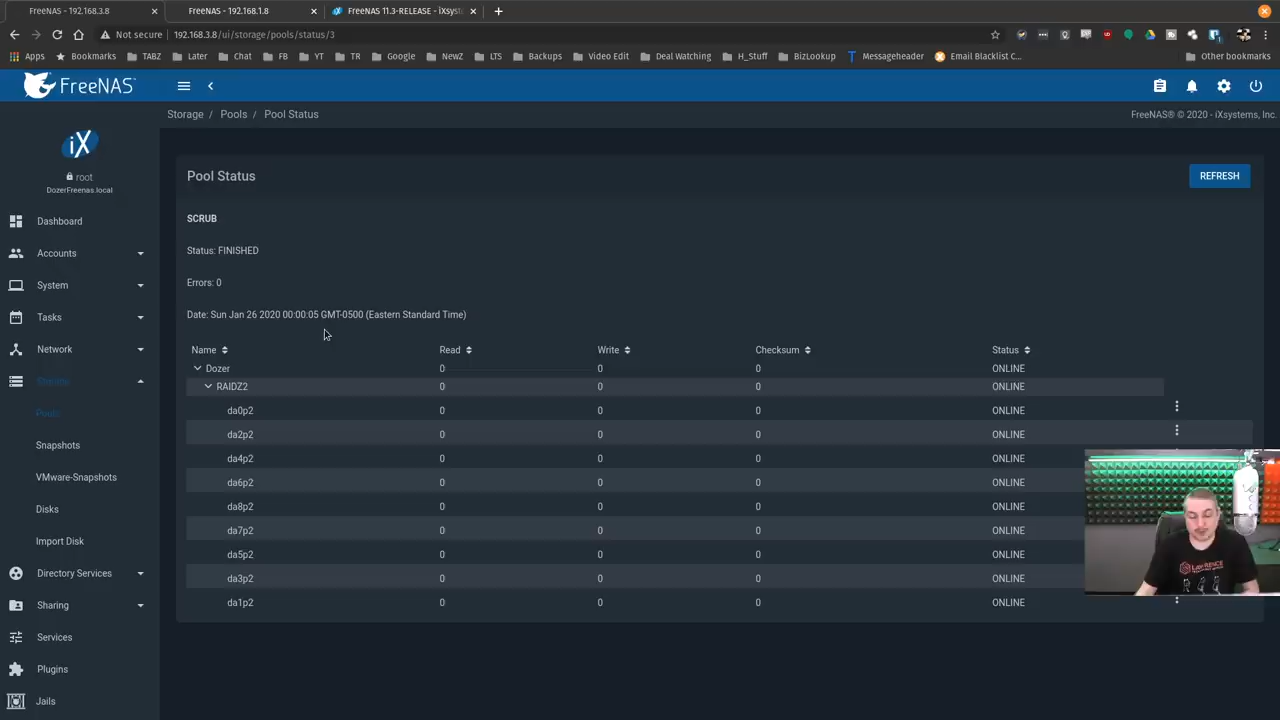 FreeNAS - 192.168.3.8
FreeNAS - 192.168.1.8
FreeNAS 11.3-RELEASE - iXsyst
Not secure
192.168.3.8/ui/storage/pools/status/3
Apps
Bookmarks
TABZ
Later
Chat
FB
YT
TR
Google
NewZ
LTS
Backups
Video Edit
Deal Watching
H_Stuff
BizLookup
Messageheader
Email Blacklist C...
Other bookmarks
FreeNAS
Storage / Pools / Pool Status
FreeNAS® © 2020 - iXsystems, Inc.
iX
root
DozerFreenas.local
Dashboard
Accounts
System
Tasks
Network
Storage
Pools
Snapshots
VMware-Snapshots
Disks
Import Disk
Directory Services
Sharing
Services
Plugins
Jails
Pool Status
REFRESH
SCRUB
Status: FINISHED
Errors: 0
Date: Sun Jan 26 2020 00:00:05 GMT-0500 (Eastern Standard Time)
Name Read Write Checksum Status
Dozer 0 0 0 ONLINE
RAIDZ2 0 0 0 ONLINE
da0p2 0 0 0 ONLINE
da2p2 0 0 0 ONLINE
da4p2 0 0 0 ONLINE
da6p2 0 0 0 ONLINE
da8p2 0 0 0 ONLINE
da7p2 0 0 0 ONLINE
da5p2 0 0 0 ONLINE
da3p2 0 0 0 ONLINE
da1p2 0 0 0 ONLINE
LAWRENCE